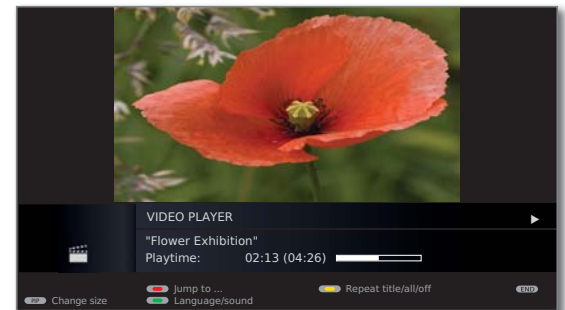 VIDEO PLAYER
"Flower Exhibition"
Playtime: 02:13 (04:26)
Jump to ... Repeat title/all/off END
PIP Change size Language/sound